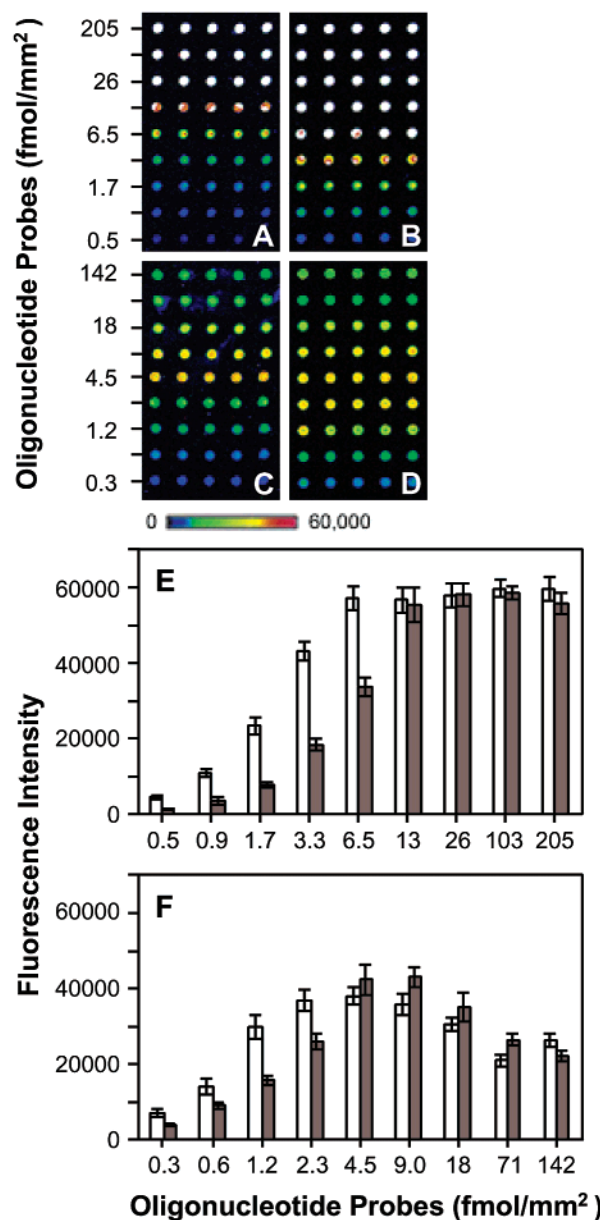 Oligonucleotide Probes (fmol/mm²)
205
26
6.5
1.7
0.5
A
B
142
18
4.5
1.2
0.3
C
D
0
60,000
Fluorescence Intensity
E
60000
40000
20000
0
0.5 0.9 1.7 3.3 6.5 13 26 103 205
F
60000
40000
20000
0
0.3 0.6 1.2 2.3 4.5 9.0 18 71 142
Oligonucleotide Probes (fmol/mm²)